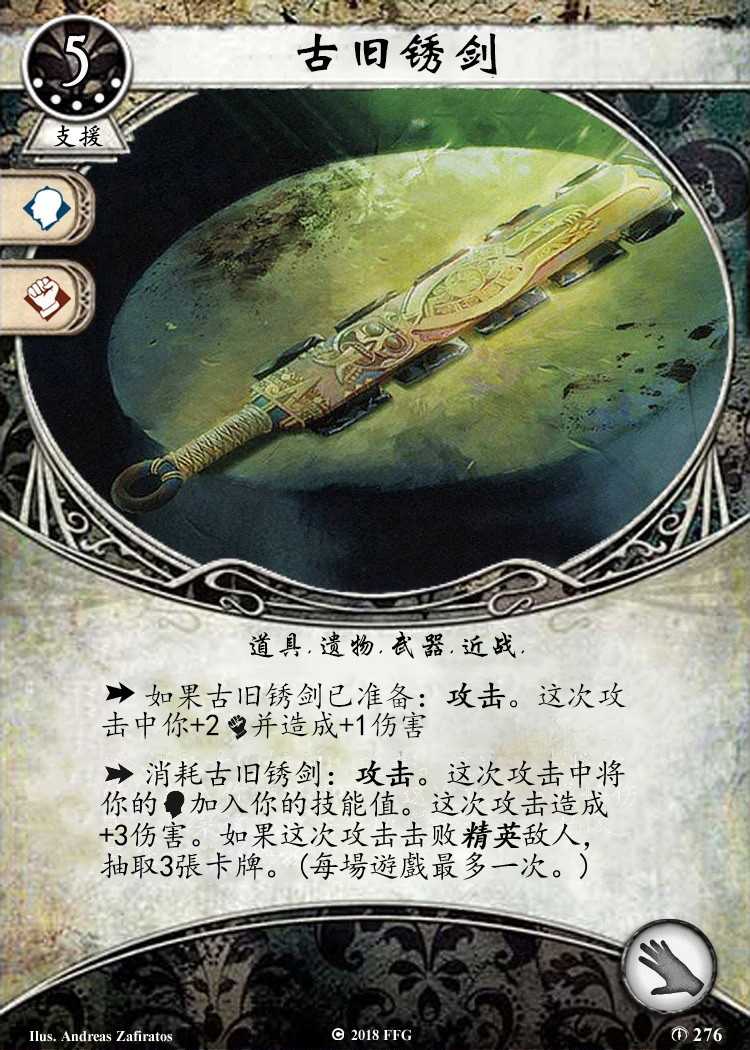 5
古旧锈剑
支援
道具.遗物.武器.近战.
如果古旧锈剑已准备：攻击。这次攻
击中你+2 并造成+1伤害
消耗古旧锈剑：攻击。这次攻击中将
你的 加入你的技能值。这次攻击造成
+3伤害。如果这次攻击击败精英敌人，
抽取3張卡牌。(每場遊戲最多一次。)
Ilus. Andreas Zafiratos
© 2018 FFG
276